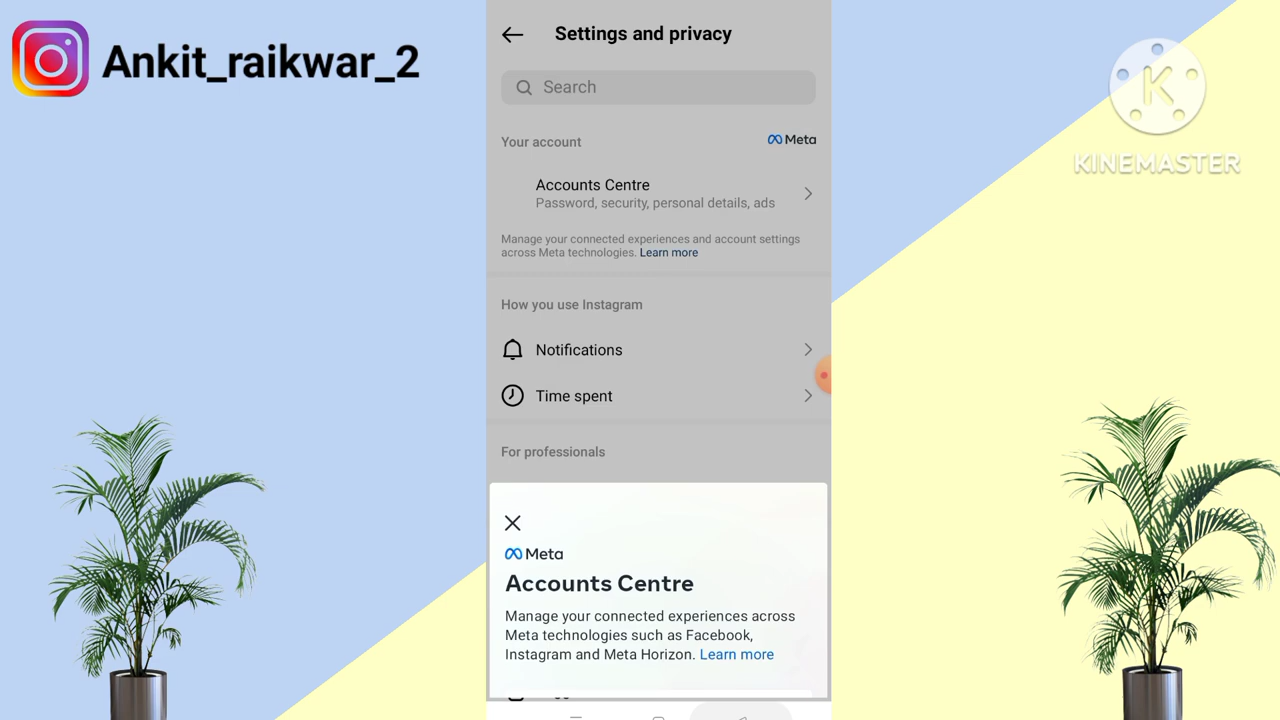 Ankit_raikwar_2
KINEMASTER
Settings and privacy
Search
Your account
Meta
Accounts Centre
Password, security, personal details, ads
Manage your connected experiences and account settings
across Meta technologies. Learn more
How you use Instagram
Notifications
Time spent
For professionals
Meta
Accounts Centre
Manage your connected experiences across
Meta technologies such as Facebook,
Instagram and Meta Horizon. Learn more